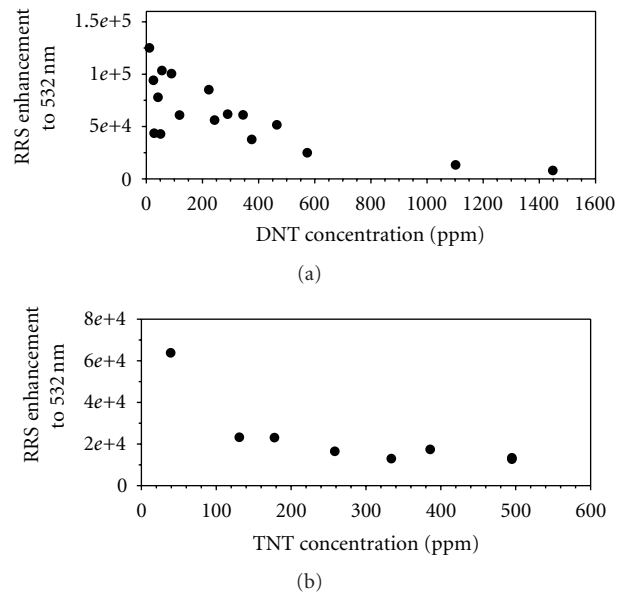 RRS enhancement
to 532 nm
1.5e+5
1e+5
5e+4
0
0 200 400 600 800 1000 1200 1400 1600
DNT concentration (ppm)
(a)
RRS enhancement
to 532 nm
8e+4
6e+4
4e+4
2e+4
0
0 100 200 300 400 500 600
TNT concentration (ppm)
(b)